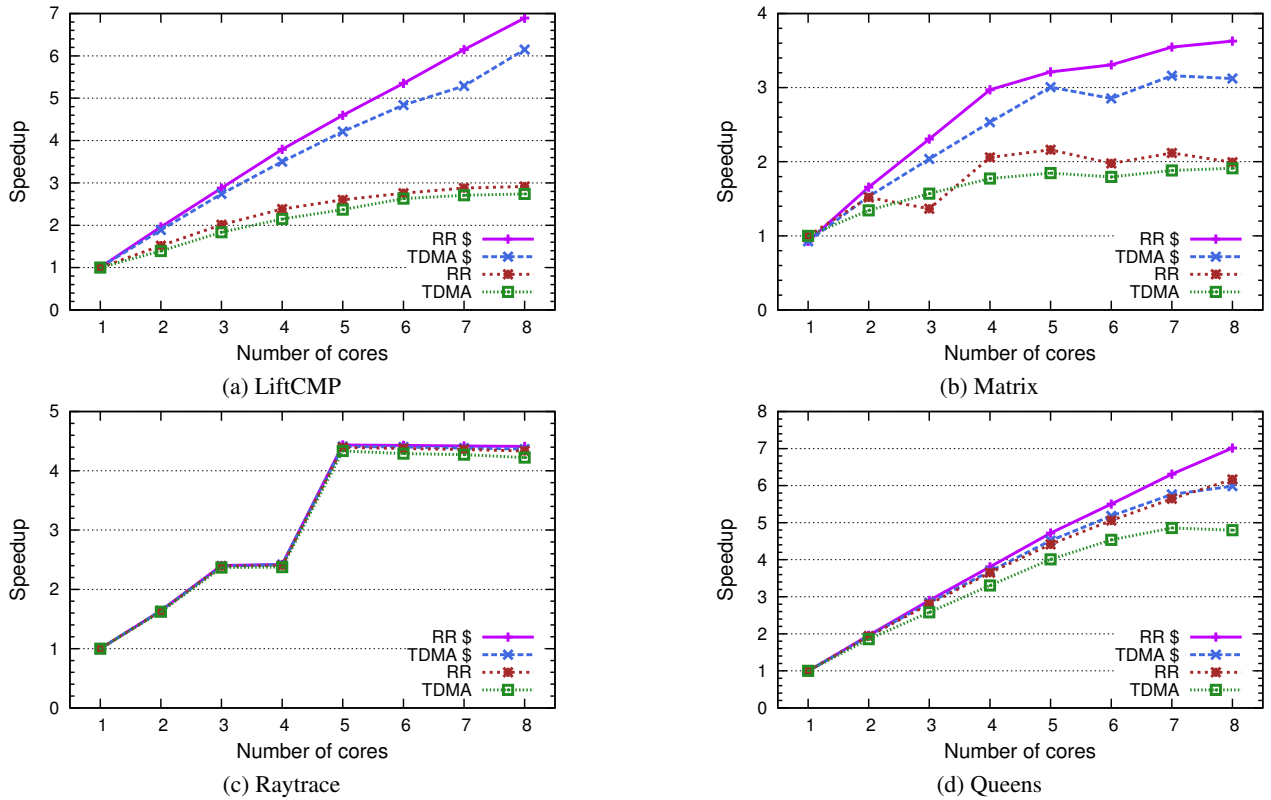 7
6
5
4
3
2
1
0
Speedup
RR $
TDMA $
RR
TDMA
1 2 3 4 5 6 7 8
Number of cores
(a) LiftCMP
4
3
2
1
0
Speedup
RR $
TDMA $
RR
TDMA
1 2 3 4 5 6 7 8
Number of cores
(b) Matrix
5
4
3
2
1
0
Speedup
RR $
TDMA $
RR
TDMA
1 2 3 4 5 6 7 8
Number of cores
(c) Raytrace
8
7
6
5
4
3
2
1
0
Speedup
RR $
TDMA $
RR
TDMA
1 2 3 4 5 6 7 8
Number of cores
(d) Queens